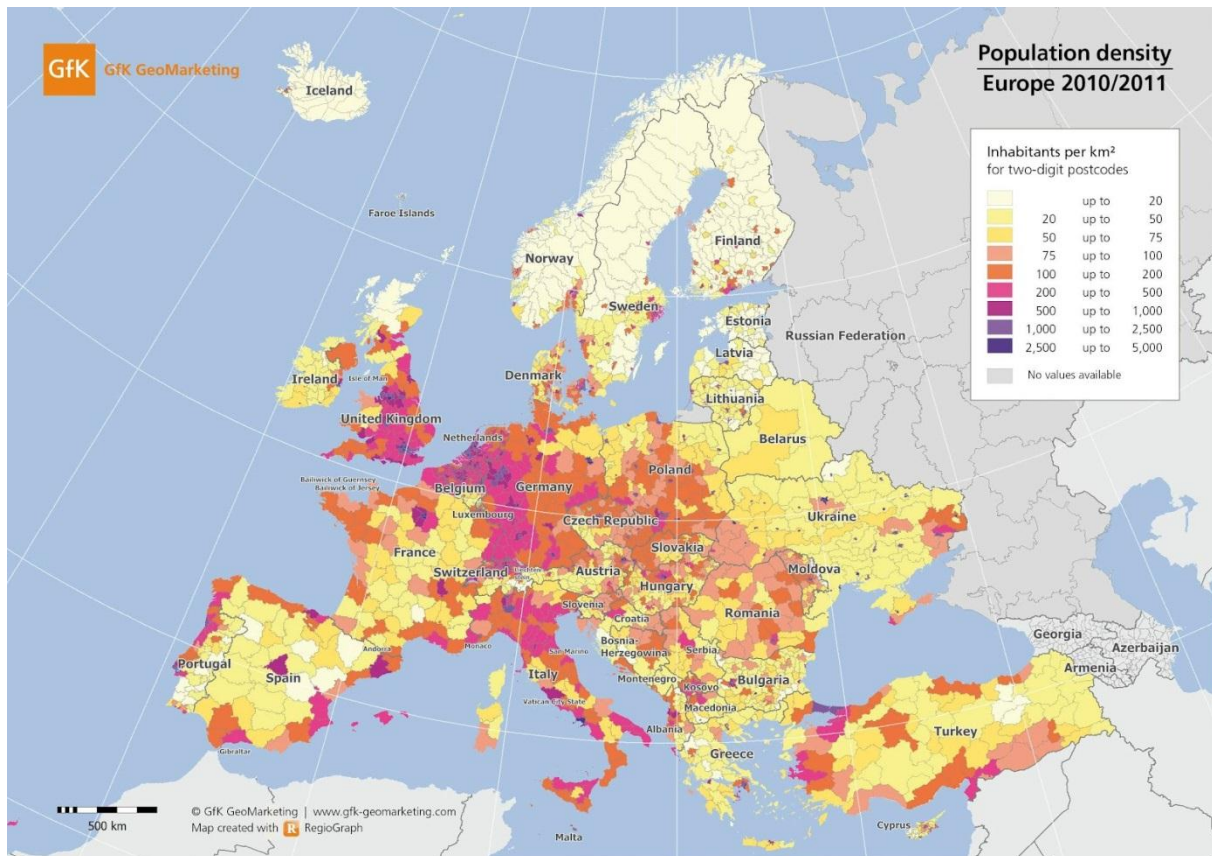 GfK GfK GeoMarketing
Population density
Europe 2010/2011
Inhabitants per km²
for two-digit postcodes
up to 20
20 up to 50
50 up to 75
75 up to 100
100 up to 200
200 up to 500
500 up to 1,000
1,000 up to 2,500
2,500 up to 5,000
No values available
Iceland
Faroe Islands
Norway
Finland
Sweden
Estonia
Russian Federation
Latvia
Denmark
Lithuania
Ireland
Isle of Man
United Kingdom
Netherlands
Belarus
Poland
Bailiwick of Guernsey
Bailiwick of Jersey
Belgium
Germany
Luxembourg
Ukraine
Czech Republic
France
Slovakia
Switzerland
Austria
Moldova
Hungary
Slovenia
Romania
Croatia
Andorra
Monaco
San Marino
Bosnia-
Herzegowina
Serbia
Georgia
Azerbaijan
Armenia
Portugal
Spain
Italy
Montenegro
Kosovo
Bulgaria
Vatican City State
Macedonia
Albania
Turkey
Gibraltar
Greece
Malta
Cyprus
500 km
© GfK GeoMarketing | www.gfk-geomarketing.com
Map created with R RegioGraph